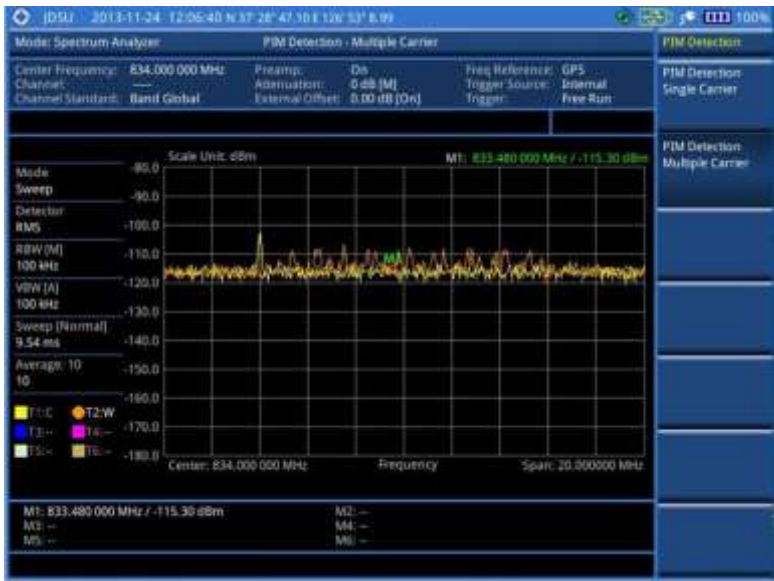 JDSU 2013-11-24 12:06:40 N 37° 28' 47.10 E 126° 53' 8.99 100%
Mode: Spectrum Analyzer PIM Detection - Multiple Carrier PIM Detection
Center Frequency: 834.000 000 MHz Preamp: On Freq Reference: GPS
Channel: ---- Attenuation: 0 dB [M] Trigger Source: Internal
Channel Standard: Band Global External Offset: 0.00 dB [On] Trigger: Free Run
PIM Detection
Single Carrier
PIM Detection
Multiple Carrier
Scale Unit: dBm M1: 833.480 000 MHz / -115.30 dBm
Mode
Sweep
Detector
RMS
RBW [M]
100 kHz
VBW [A]
100 kHz
Sweep [Normal]
9.54 ms
Average: 10
10
T1:C T2:W
T3:-- T4:--
T5:-- T6:--
-80.0
-90.0
-100.0
-110.0
-120.0
-130.0
-140.0
-150.0
-160.0
-170.0
-180.0
M1
Center: 834.000 000 MHz Frequency Span: 20.000000 MHz
M1: 833.480 000 MHz / -115.30 dBm M2: --
M3: -- M4: --
M5: -- M6: --